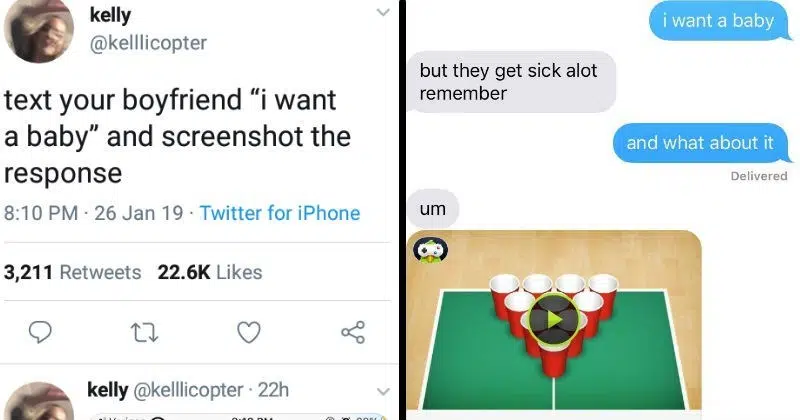 kelly
@kelllicopter
text your boyfriend “i want
a baby” and screenshot the
response
8:10 PM · 26 Jan 19 · Twitter for iPhone
3,211 Retweets 22.6K Likes
kelly @kelllicopter · 22h
i want a baby
but they get sick alot
remember
and what about it
Delivered
um